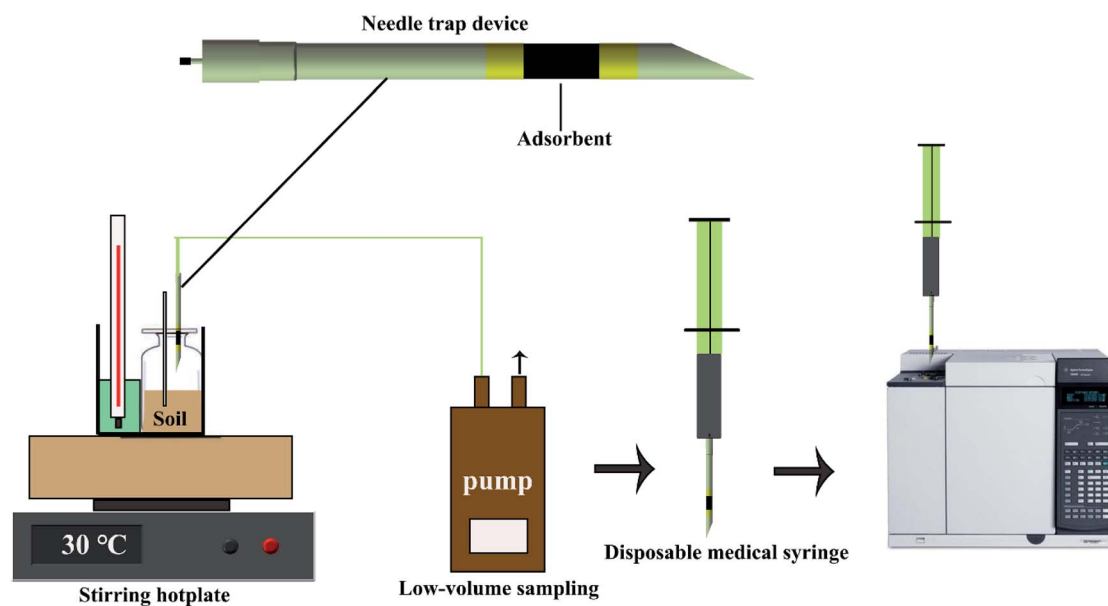 Needle trap device
Adsorbent
Soil
30 °C
Stirring hotplate
pump
Low-volume sampling
Disposable medical syringe